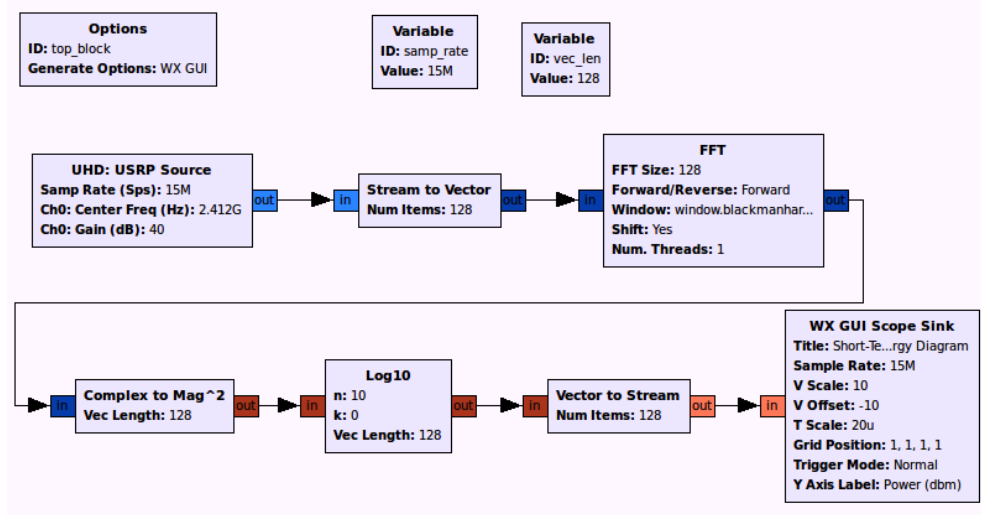 Options
ID: top_block
Generate Options: WX GUI
Variable
ID: samp_rate
Value: 15M
Variable
ID: vec_len
Value: 128
UHD: USRP Source
Samp Rate (Sps): 15M
Ch0: Center Freq (Hz): 2.412G
Ch0: Gain (dB): 40
out
in
Stream to Vector
Num Items: 128
out
in
FFT
FFT Size: 128
Forward/Reverse: Forward
Window: window.blackmanhar...
Shift: Yes
Num. Threads: 1
out
in
Complex to Mag^2
Vec Length: 128
out
in
Log10
n: 10
k: 0
Vec Length: 128
out
in
Vector to Stream
Num Items: 128
out
in
WX GUI Scope Sink
Title: Short-Te...rgy Diagram
Sample Rate: 15M
V Scale: 10
V Offset: -10
T Scale: 20u
Grid Position: 1, 1, 1, 1
Trigger Mode: Normal
Y Axis Label: Power (dbm)